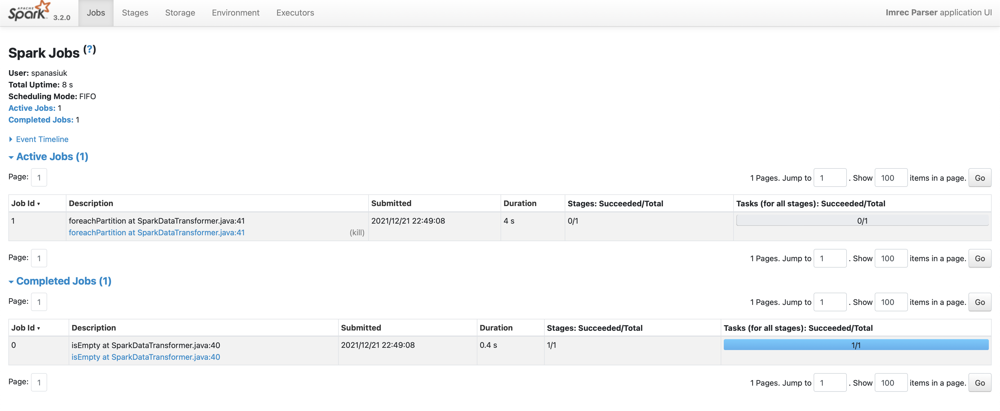 APACHE Spark 3.2.0 Jobs Stages Storage Environment Executors Imrec Parser application UI
Spark Jobs (?)
User: spanasiuk
Total Uptime: 8 s
Scheduling Mode: FIFO
Active Jobs: 1
Completed Jobs: 1
Event Timeline
Active Jobs (1)
Page: 1 1 Pages. Jump to 1 . Show 100 items in a page. Go
Job Id ▾ Description Submitted Duration Stages: Succeeded/Total Tasks (for all stages): Succeeded/Total
1 foreachPartition at SparkDataTransformer.java:41 2021/12/21 22:49:08 4 s 0/1 0/1
foreachPartition at SparkDataTransformer.java:41 (kill)
Page: 1 1 Pages. Jump to 1 . Show 100 items in a page. Go
Completed Jobs (1)
Page: 1 1 Pages. Jump to 1 . Show 100 items in a page. Go
Job Id ▾ Description Submitted Duration Stages: Succeeded/Total Tasks (for all stages): Succeeded/Total
0 isEmpty at SparkDataTransformer.java:40 2021/12/21 22:49:08 0.4 s 1/1 1/1
isEmpty at SparkDataTransformer.java:40
Page: 1 1 Pages. Jump to 1 . Show 100 items in a page. Go